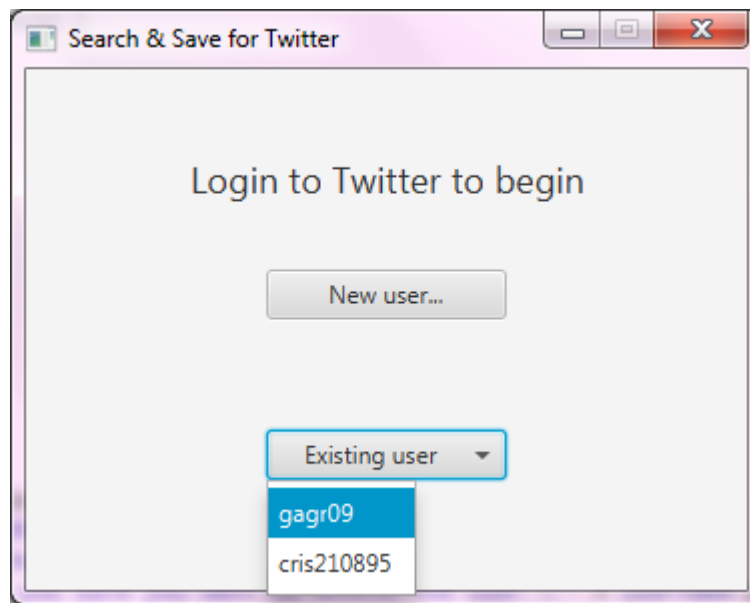 Search & Save for Twitter
Login to Twitter to begin
New user...
Existing user
gagr09
cris210895